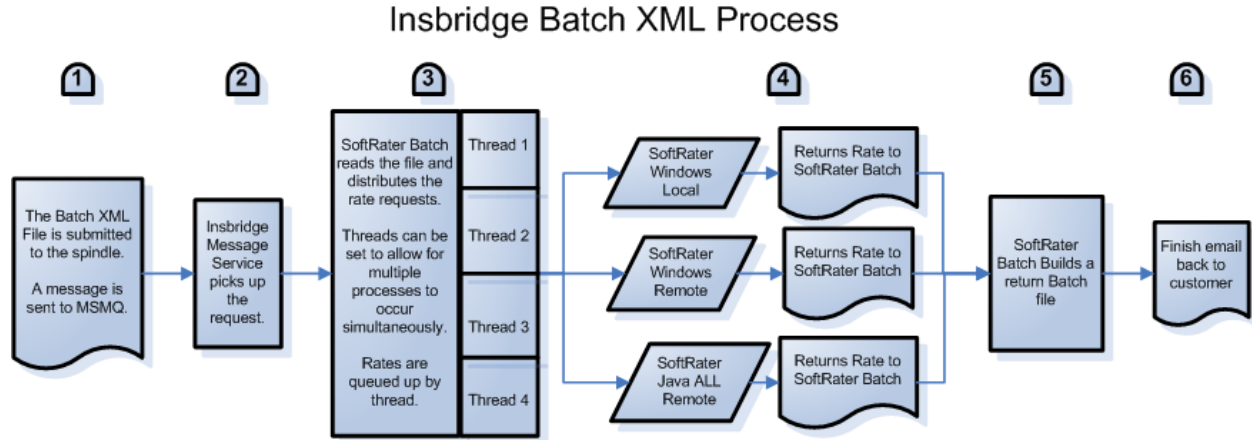 Insbridge Batch XML Process
1
2
3
4
5
6
The Batch XML
File is submitted
to the spindle.
A message is
sent to MSMQ.
Insbridge
Message
Service
picks up
the
request.
SoftRater Batch
reads the file and
distributes the
rate requests.
Threads can be
set to allow for
multiple
processes to
occur
simultaneously.
Rates are
queued up by
thread.
Thread 1
Thread 2
Thread 3
Thread 4
SoftRater
Windows
Local
Returns Rate to
SoftRater Batch
SoftRater
Windows
Remote
Returns Rate to
SoftRater Batch
SoftRater
Java ALL
Remote
Returns Rate to
SoftRater Batch
SoftRater
Batch Builds a
return Batch
file
Finish email
back to
customer